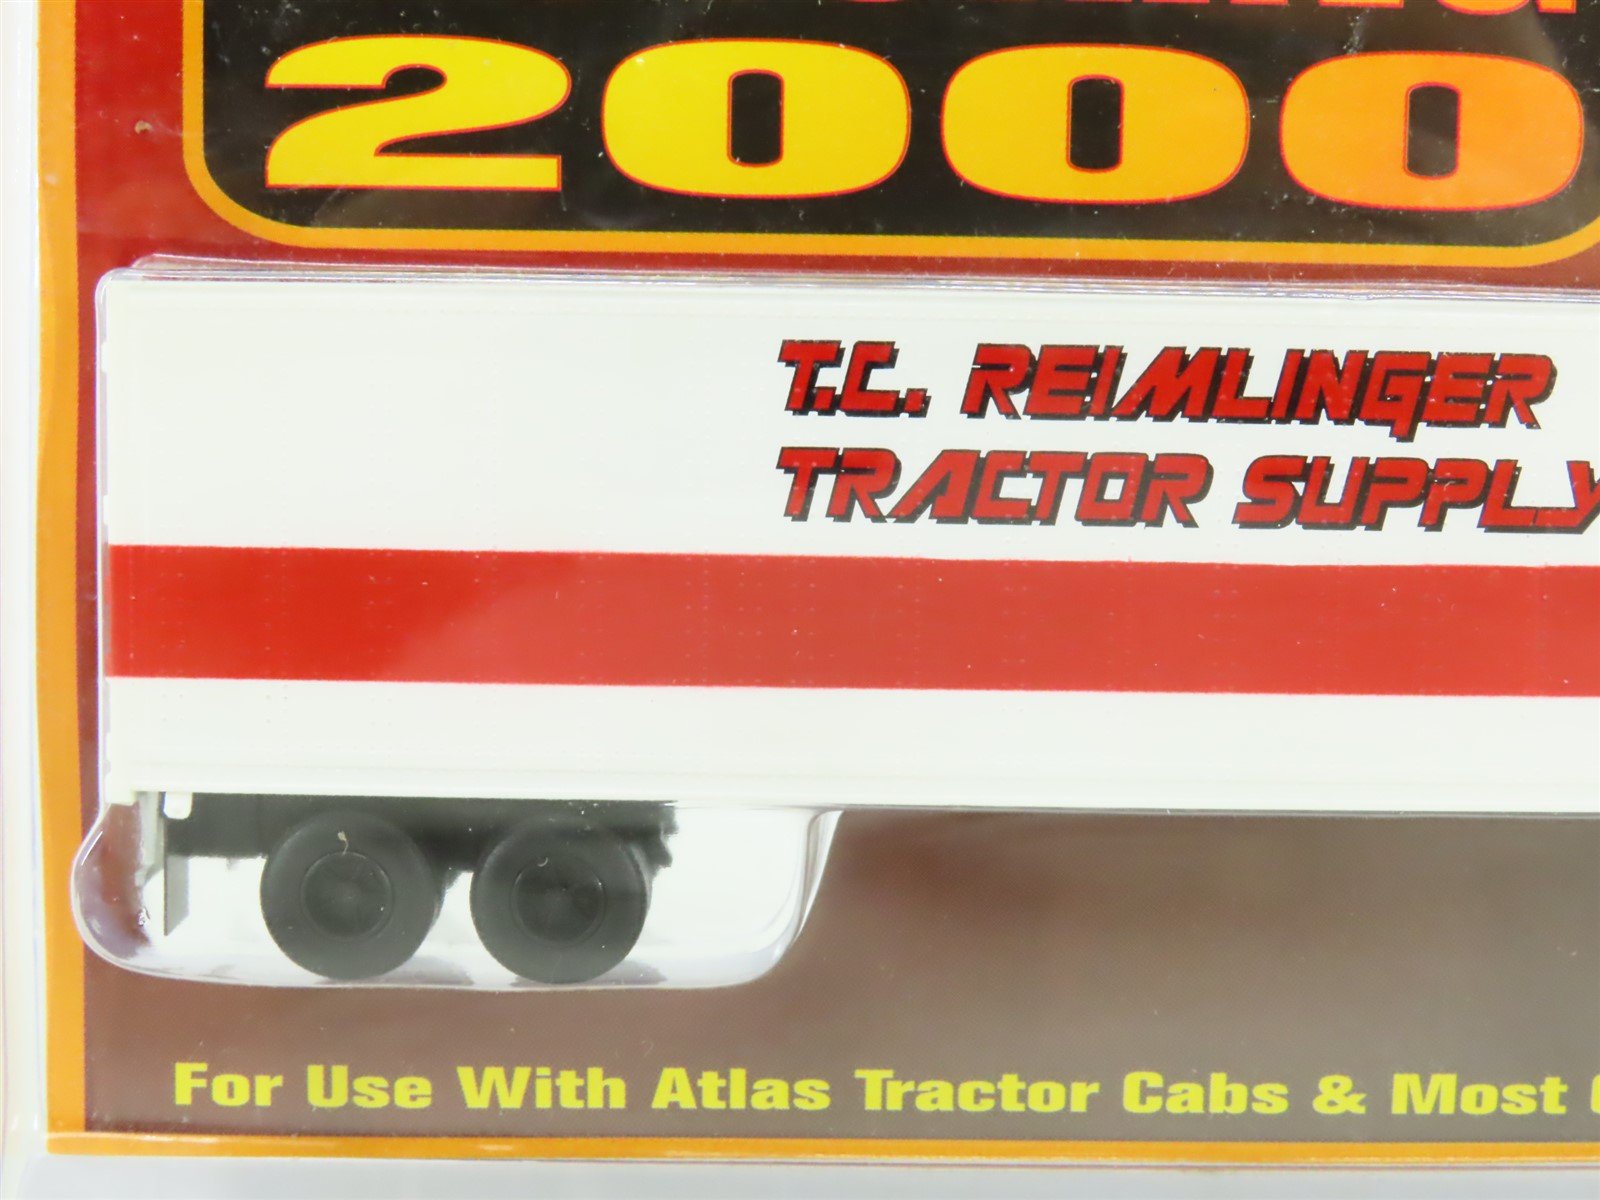 2000
T.C. REIMLINGER
TRACTOR SUPPLY
For Use With Atlas Tractor Cabs & Most